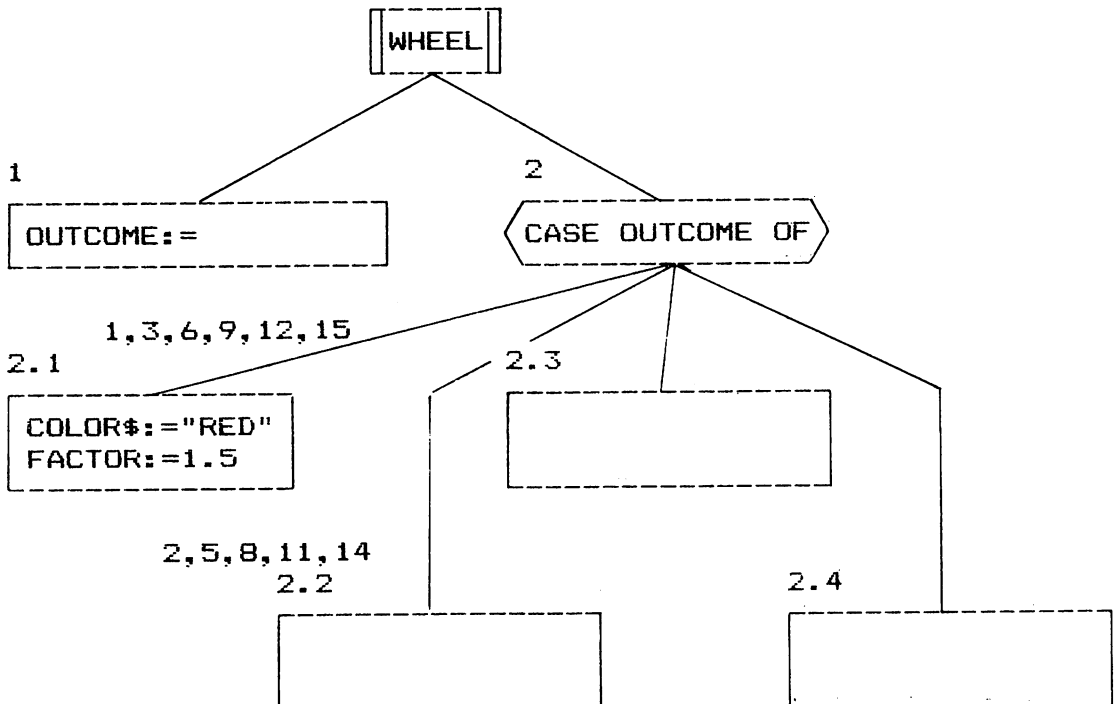 WHEEL
1
2
OUTCOME:=
CASE OUTCOME OF
1,3,6,9,12,15
2.1
2.3
COLOR$:="RED"
FACTOR:=1.5
2,5,8,11,14
2.2
2.4